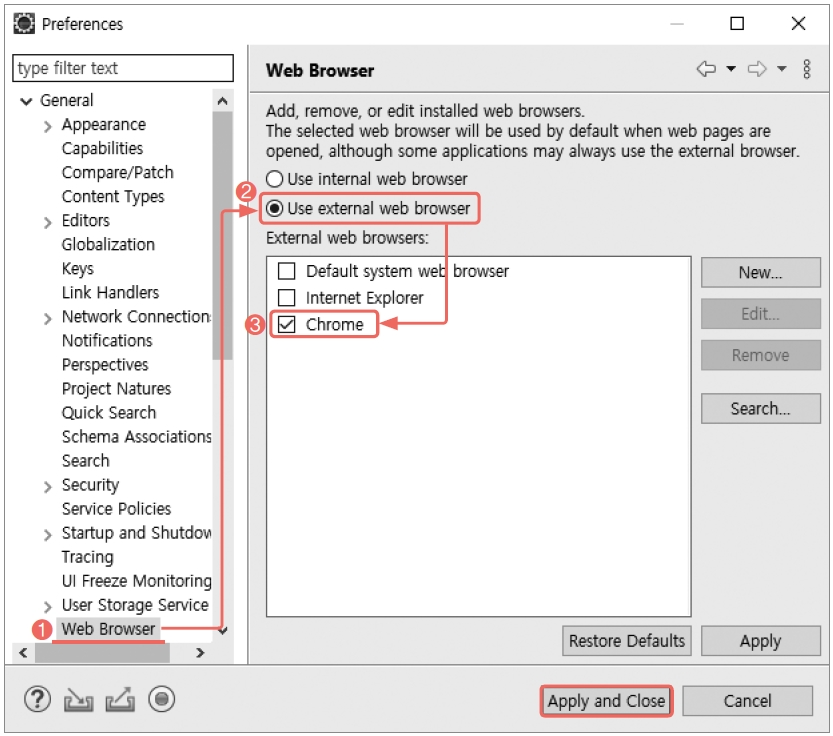 Preferences
type filter text
General
Appearance
Capabilities
Compare/Patch
Content Types
Editors
Globalization
Keys
Link Handlers
Network Connection
Notifications
Perspectives
Project Natures
Quick Search
Schema Associations
Search
Security
Service Policies
Startup and Shutdow
Tracing
UI Freeze Monitoring
User Storage Service
1 Web Browser
Web Browser
Add, remove, or edit installed web browsers.
The selected web browser will be used by default when web pages are
opened, although some applications may always use the external browser.
Use internal web browser
2 Use external web browser
External web browsers:
Default system web browser
Internet Explorer
3 Chrome
New...
Edit...
Remove
Search...
Restore Defaults
Apply
?
Apply and Close
Cancel